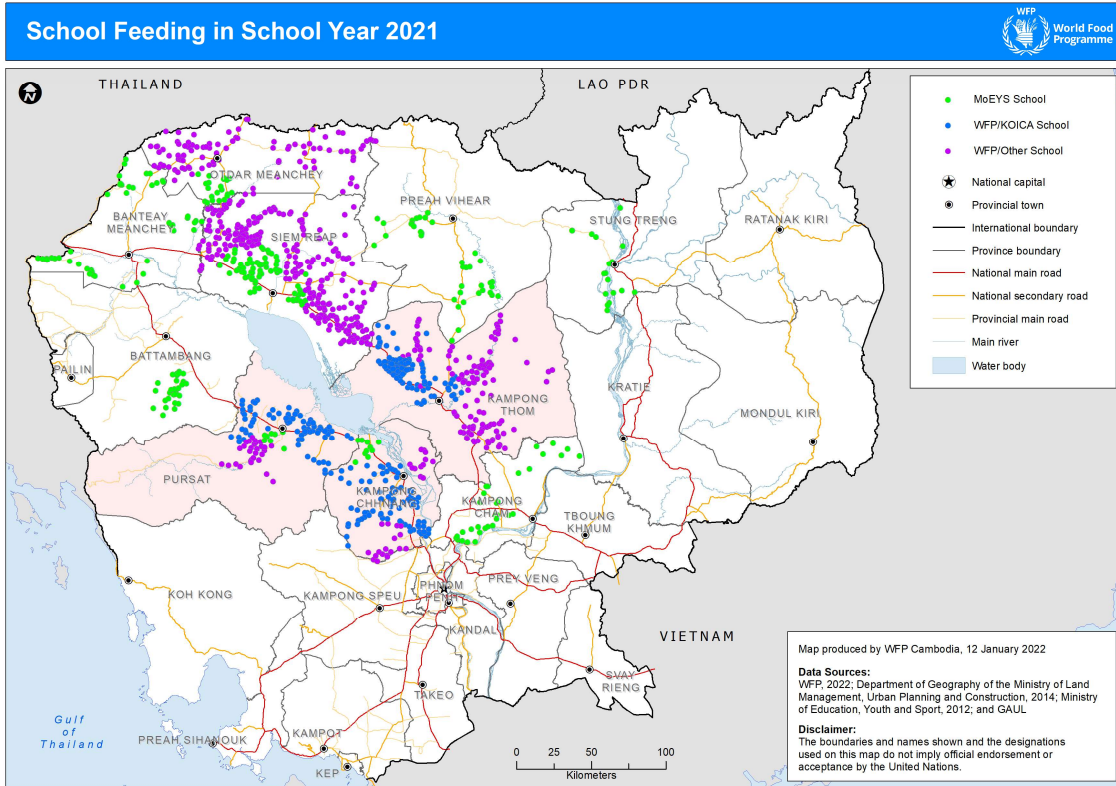 School Feeding in School Year 2021
WFP
World Food
Programme
THAILAND
LAO PDR
MoEYS School
WFP/KOICA School
WFP/Other School
National capital
Provincial town
International boundary
Province boundary
National main road
National secondary road
Provincial main road
Main river
Water body
N
OTDAR MEANCHEY
PREAH VIHEAR
BANTEAY
MEANCHEY
SIEM REAP
STUNG TRENG
RATANAK KIRI
BATTAMBANG
PAILIN
KAMPONG
THOM
KRATIE
MONDUL KIRI
PURSAT
KAMPONG
CHHNANG
KAMPONG
CHAM
TBOUNG
KHMUM
KOH KONG
KAMPONG SPEU
PHNOM
PENH
PREY VENG
KANDAL
VIETNAM
SVAY
RIENG
TAKEO
Gulf
of
Thailand
PREAH SIHANOUK
KAMPOT
KEP
0 25 50 100
Kilometers
Map produced by WFP Cambodia, 12 January 2022
Data Sources:
WFP, 2022; Department of Geography of the Ministry of Land
Management, Urban Planning and Construction, 2014; Ministry
of Education, Youth and Sport, 2012; and GAUL
Disclaimer:
The boundaries and names shown and the designations
used on this map do not imply official endorsement or
acceptance by the United Nations.